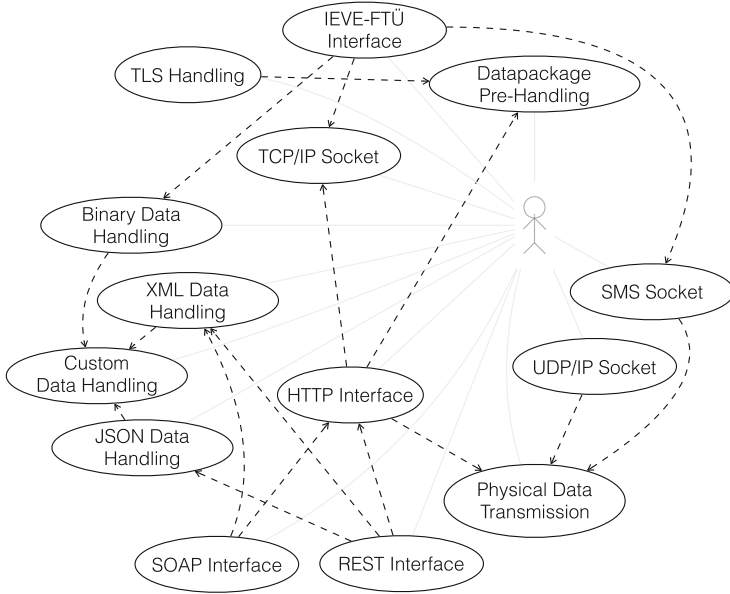 IEVE-FTÜ
Interface
TLS Handling
Datapackage
Pre-Handling
TCP/IP Socket
Binary Data
Handling
XML Data
Handling
SMS Socket
Custom
Data Handling
UDP/IP Socket
HTTP Interface
JSON Data
Handling
Physical Data
Transmission
SOAP Interface
REST Interface